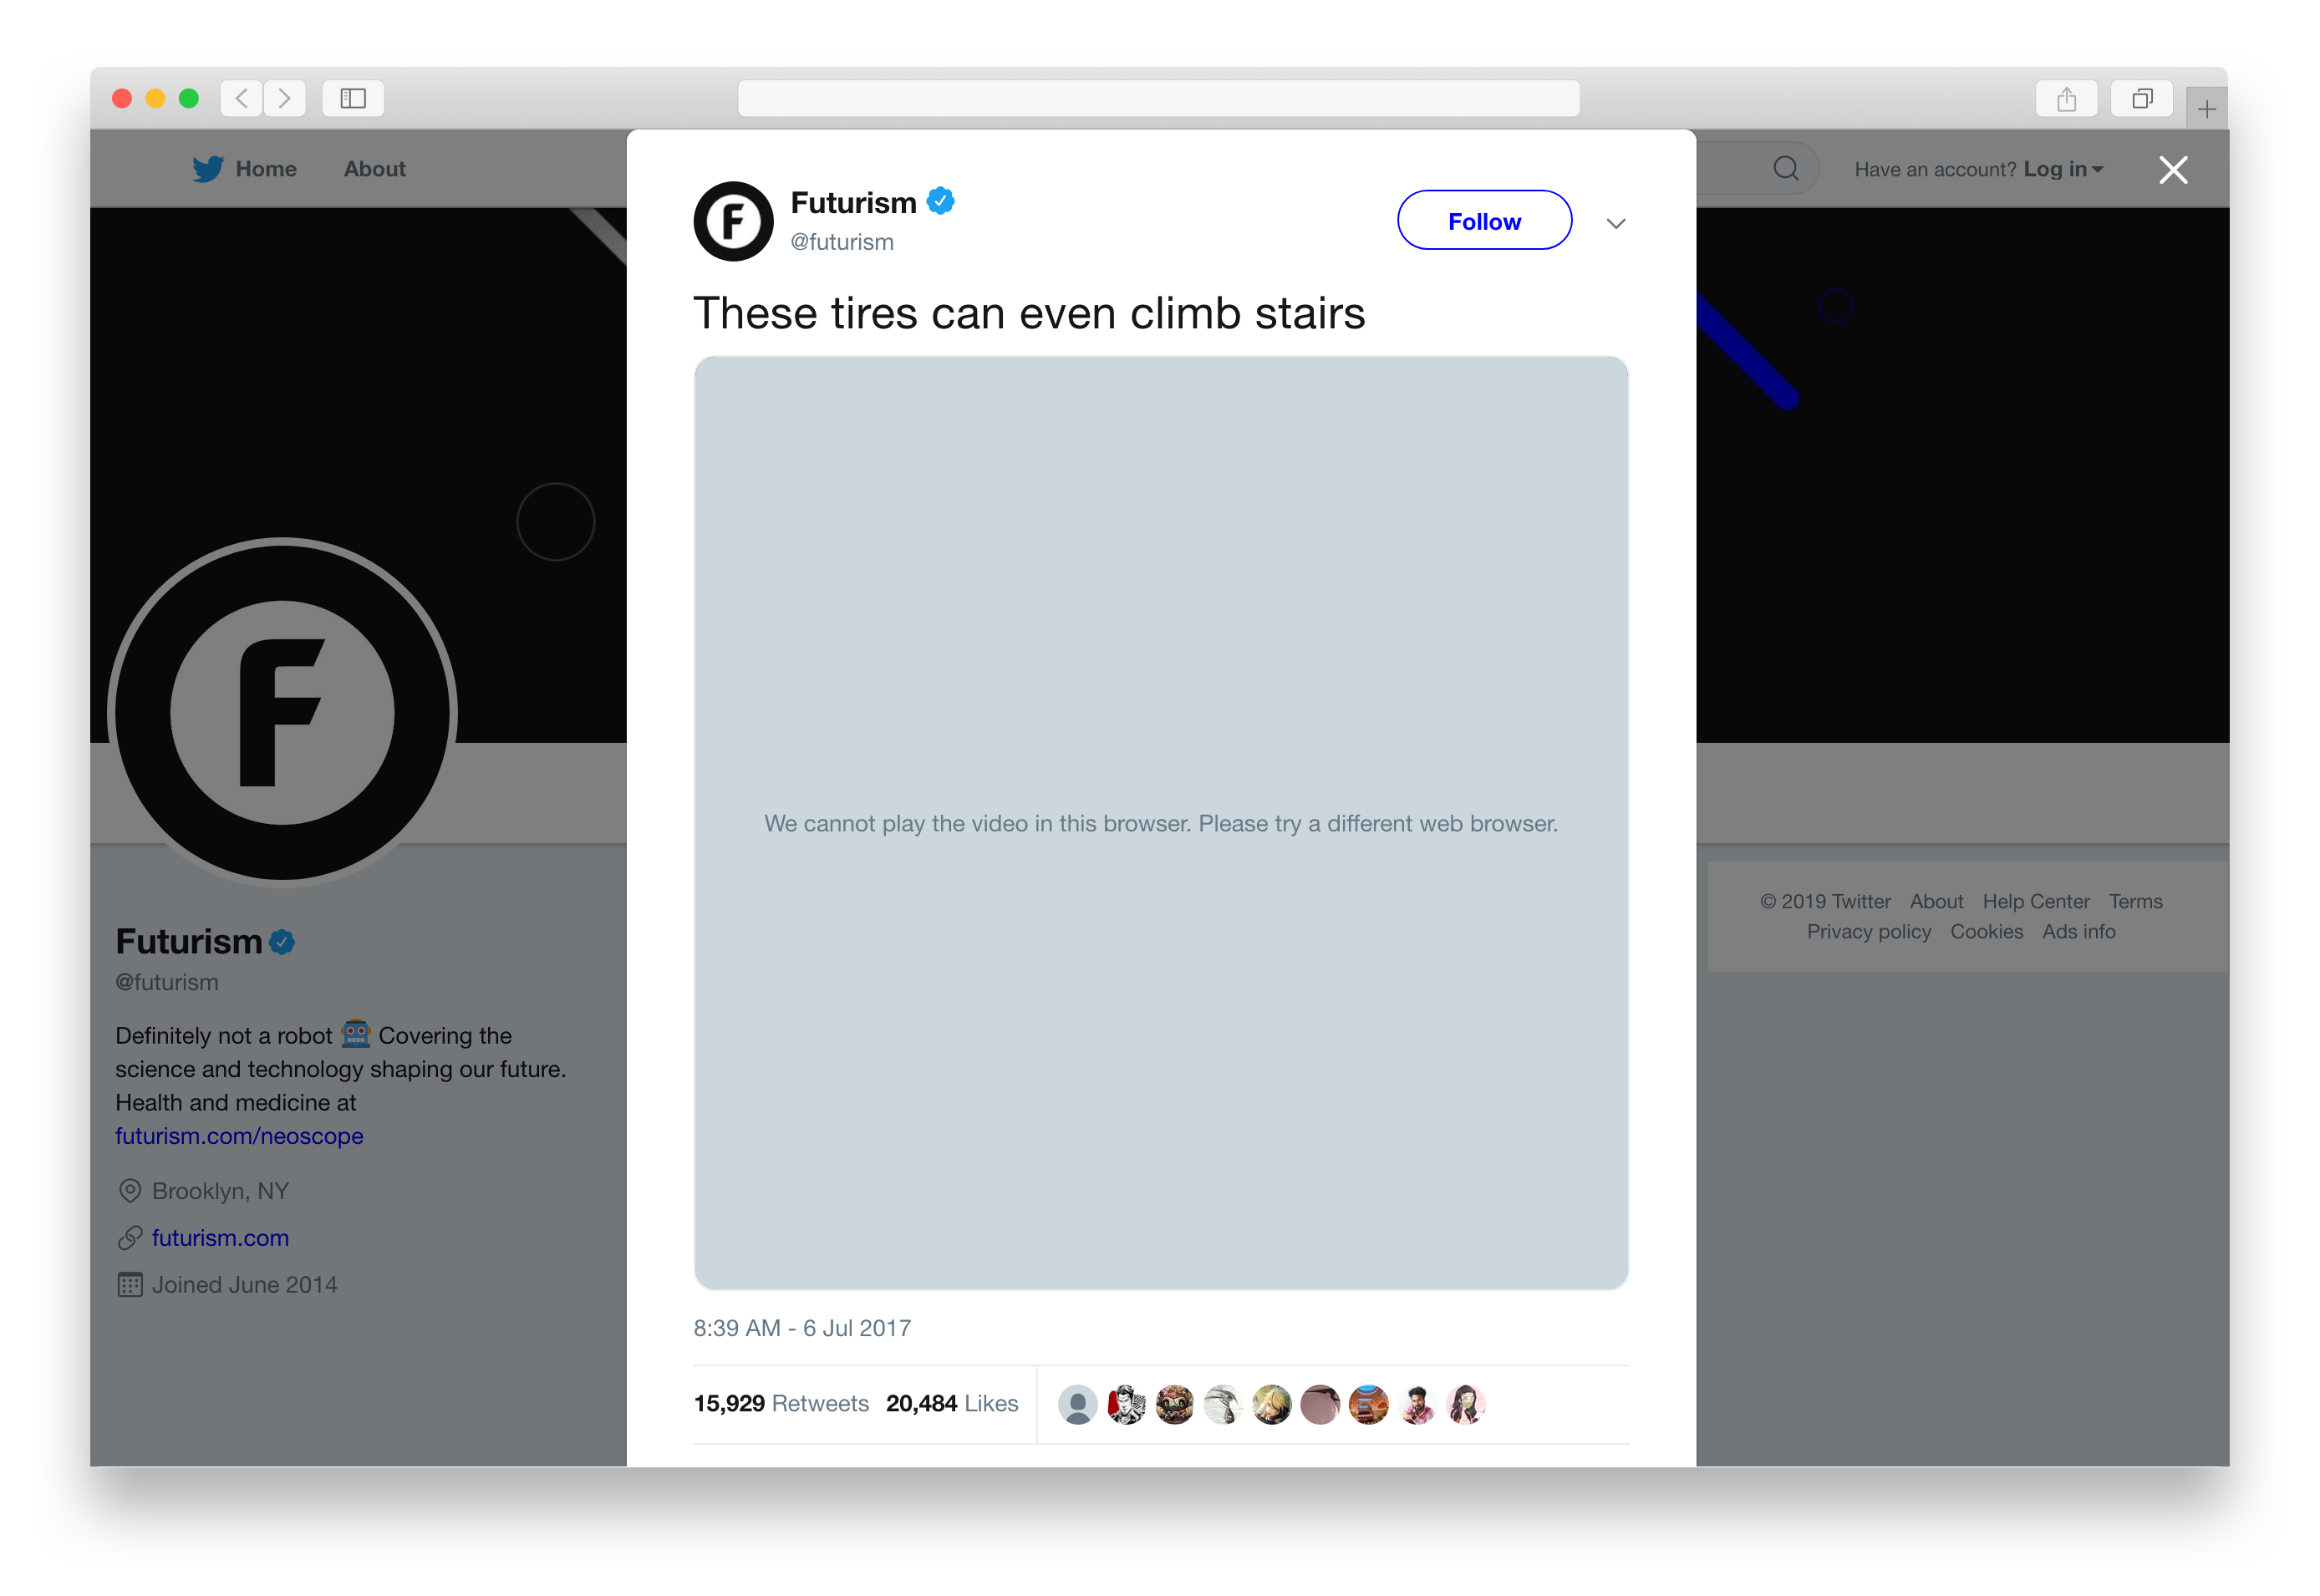 Home About
Have an account? Log in
Futurism
@futurism
Follow
These tires can even climb stairs
We cannot play the video in this browser. Please try a different web browser.
8:39 AM - 6 Jul 2017
15,929 Retweets 20,484 Likes
F
F
Futurism
@futurism
Definitely not a robot 🤖 Covering the
science and technology shaping our future.
Health and medicine at
futurism.com/neoscope
Brooklyn, NY
futurism.com
Joined June 2014
© 2019 Twitter About Help Center Terms
Privacy policy Cookies Ads info